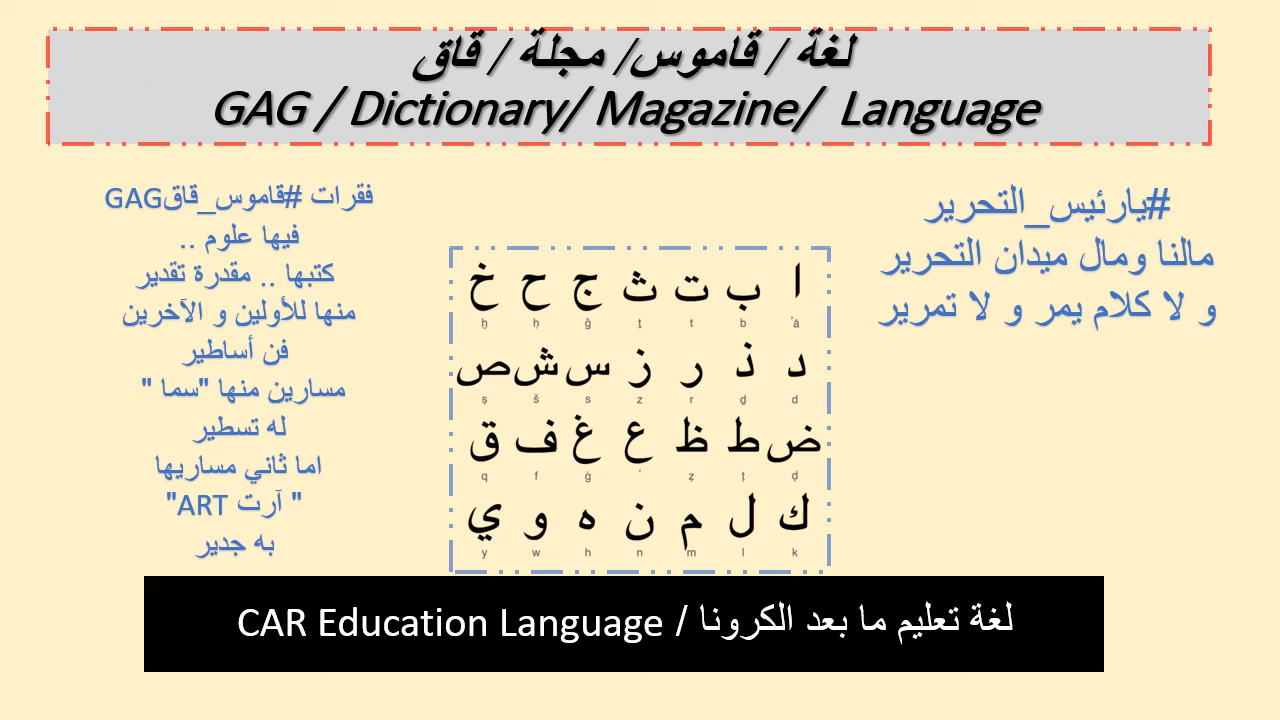 لغة / قاموس/ مجلة / قاق
GAG / Dictionary/ Magazine/ Language
#يارئيس_التحرير
مالنا ومال ميدان التحرير
و لا كلام يمر و لا تمرير
ا ب ت ث ج ح خ
ʾā b t ṯ ǧ ḥ ḫ
د ذ ر ز س ش ص
d ḏ r z s š ṣ
ض ط ظ ع غ ف ق
ḍ ṭ ẓ ʿ ġ f q
ك ل م ن ه و ي
k l m n h w y
فقرات #قاموس_قاقGAG
فيها علوم ..
كتبها .. مقدرة تقدير
منها للأولين و الآخرين
فن أساطير
مسارين منها "سما "
له تسطير
اما ثاني مساريها
" آرت ART"
به جدير
لغة تعليم ما بعد الكرونا / CAR Education Language